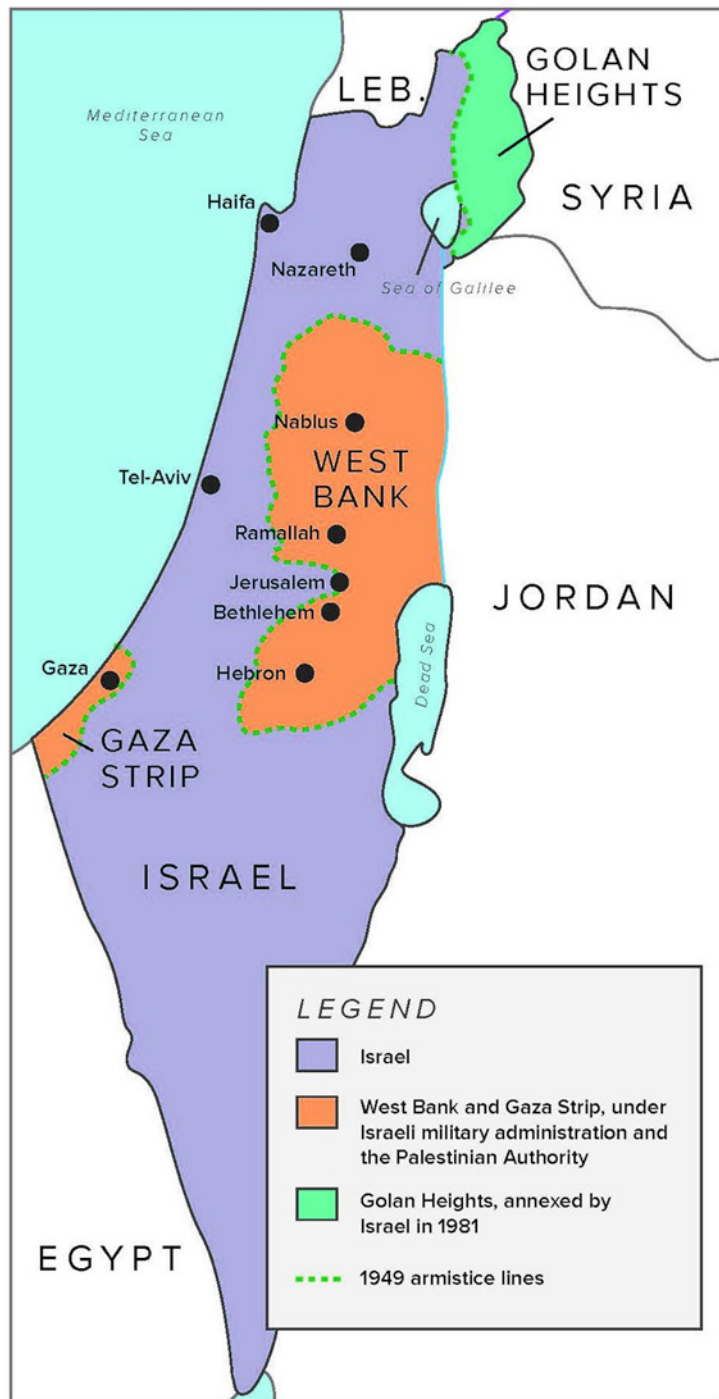 GOLAN
HEIGHTS
LEB.
Mediterranean
Sea
SYRIA
Haifa
Nazareth
Sea of Galilee
Nablus
WEST
BANK
Tel-Aviv
Ramallah
Jerusalem
JORDAN
Bethlehem
Dead Sea
Gaza
Hebron
GAZA
STRIP
ISRAEL
LEGEND
Israel
West Bank and Gaza Strip, under
Israeli military administration and
the Palestinian Authority
Golan Heights, annexed by
Israel in 1981
1949 armistice lines
EGYPT